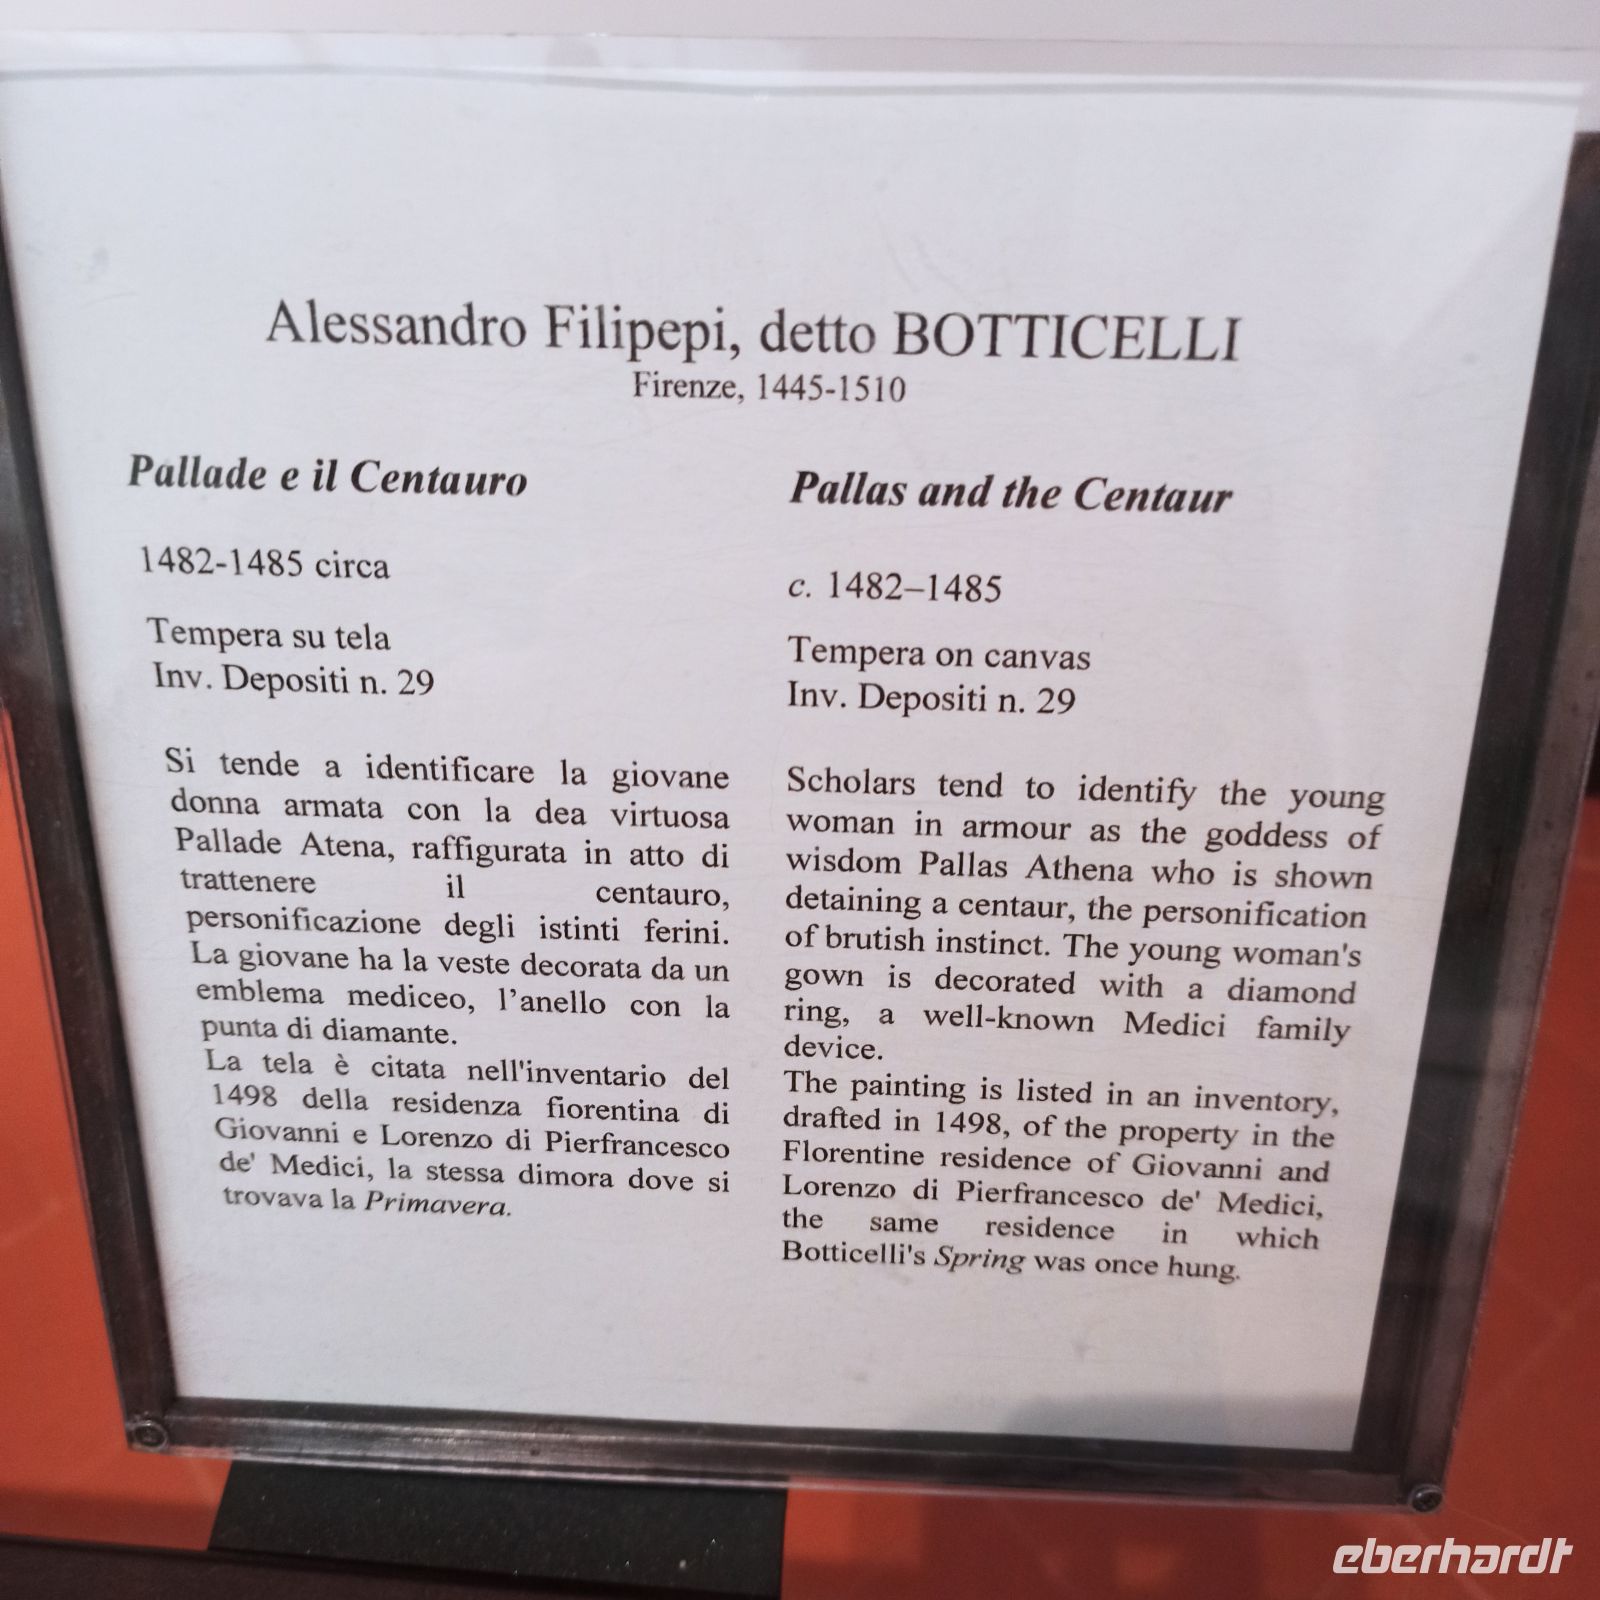 Alessandro Filipepi, detto BOTTICELLI
Firenze, 1445-1510
Pallade e il Centauro
1482-1485 circa
Tempera su tela
Inv. Depositi n. 29
Si tende a identificare la giovane
donna armata con la dea virtuosa
Pallade Atena, raffigurata in atto di
trattenere il centauro,
personificazione degli istinti ferini.
La giovane ha la veste decorata da un
emblema mediceo, l’anello con la
punta di diamante.
La tela è citata nell'inventario del
1498 della residenza fiorentina di
Giovanni e Lorenzo di Pierfrancesco
de' Medici, la stessa dimora dove si
trovava la Primavera.
Pallas and the Centaur
c. 1482–1485
Tempera on canvas
Inv. Depositi n. 29
Scholars tend to identify the young
woman in armour as the goddess of
wisdom Pallas Athena who is shown
detaining a centaur, the personification
of brutish instinct. The young woman's
gown is decorated with a diamond
ring, a well-known Medici family
device.
The painting is listed in an inventory,
drafted in 1498, of the property in the
Florentine residence of Giovanni and
Lorenzo di Pierfrancesco de' Medici,
the same residence in which
Botticelli's Spring was once hung.
eberhardt